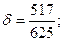 δ = 517/625;